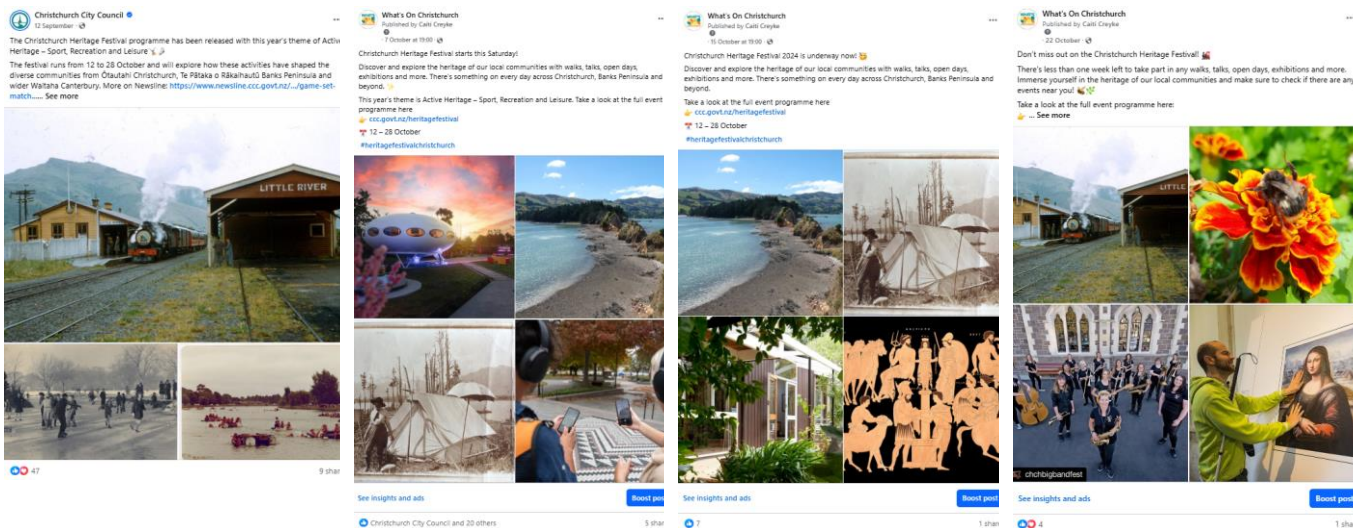 Christchurch City Council
12 September ·
The Christchurch Heritage Festival programme has been released with this year's theme of Active
Heritage – Sport, Recreation and Leisure
The festival runs from 12 to 28 October and will explore how these activities have shaped the
diverse communities from Ōtautahi Christchurch, Te Pātaka o Rākaihautū Banks Peninsula and
wider Waitaha Canterbury. More on Newsline: https://www.newsline.ccc.govt.nz/.../game-set-
match...... See more
LITTLE RIVER
47
9 shar
What's On Christchurch
Published by Caiti Creyke
· 7 October at 19:00 ·
Christchurch Heritage Festival starts this Saturday!
Discover and explore the heritage of our local communities with walks, talks, open days,
exhibitions and more. There's something on every day across Christchurch, Banks Peninsula and
beyond.
This year's theme is Active Heritage – Sport, Recreation and Leisure. Take a look at the full event
programme here
ccc.govt.nz/heritagefestival
12 – 28 October
#heritagefestivalchristchurch
See insights and ads
Boost pos
Christchurch City Council and 20 others
5 shar
What's On Christchurch
Published by Caiti Creyke
· 15 October at 19:00 ·
Christchurch Heritage Festival 2024 is underway now!
Discover and explore the heritage of our local communities with walks, talks, open days,
exhibitions and more. There's something on every day across Christchurch, Banks Peninsula and
beyond.
Take a look at the full event programme here
ccc.govt.nz/heritagefestival
12 – 28 October
#heritagefestivalchristchurch
See insights and ads
Boost post
7
1 shar
What's On Christchurch
Published by Caiti Creyke
· 22 October ·
Don't miss out on the Christchurch Heritage Festival!
There's less than one week left to take part in any walks, talks, open days, exhibitions and more.
Immerse yourself in the heritage of our local communities and make sure to check if there are any
events near you!
Take a look at the full event programme here:
... See more
LITTLE
chchbigbandfest
See insights and ads
Boost post
4
1 shar